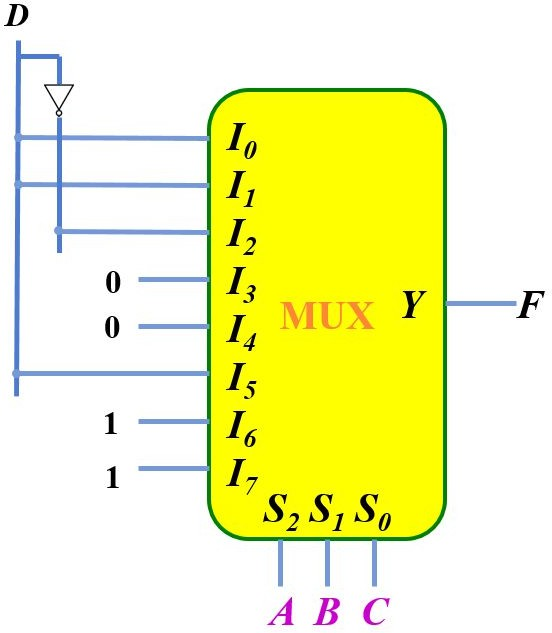 D
I0
I1
I2
0 I3
0 I4
MUX Y F
I5
1 I6
1 I7
S2 S1 S0
A B C